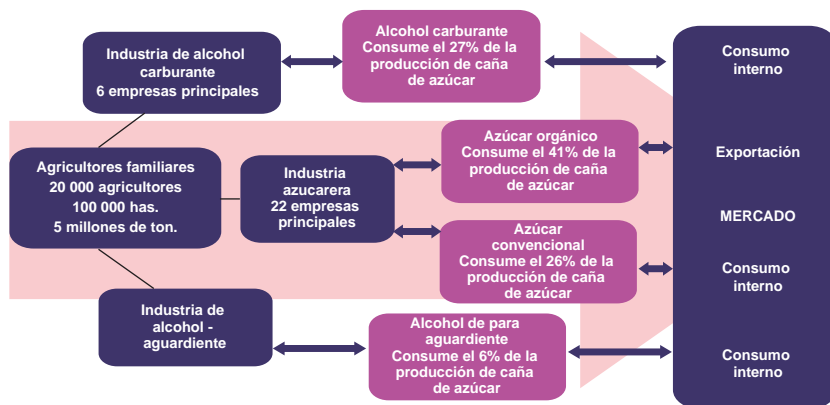 Industria de alcohol
carburante
6 empresas principales
Alcohol carburante
Consume el 27% de la
producción de caña
de azúcar
Consumo
interno
Agricultores familiares
20 000 agricultores
100 000 has.
5 millones de ton.
Industria
azucarera
22 empresas
principales
Azúcar orgánico
Consume el 41% de la
producción de caña
de azúcar
Exportación
MERCADO
Azúcar
convencional
Consume el 26% de la
producción de caña
de azúcar
Consumo
interno
Industria de
alcohol -
aguardiente
Alcohol de para
aguardiente
Consume el 6% de la
producción de caña
de azúcar
Consumo
interno